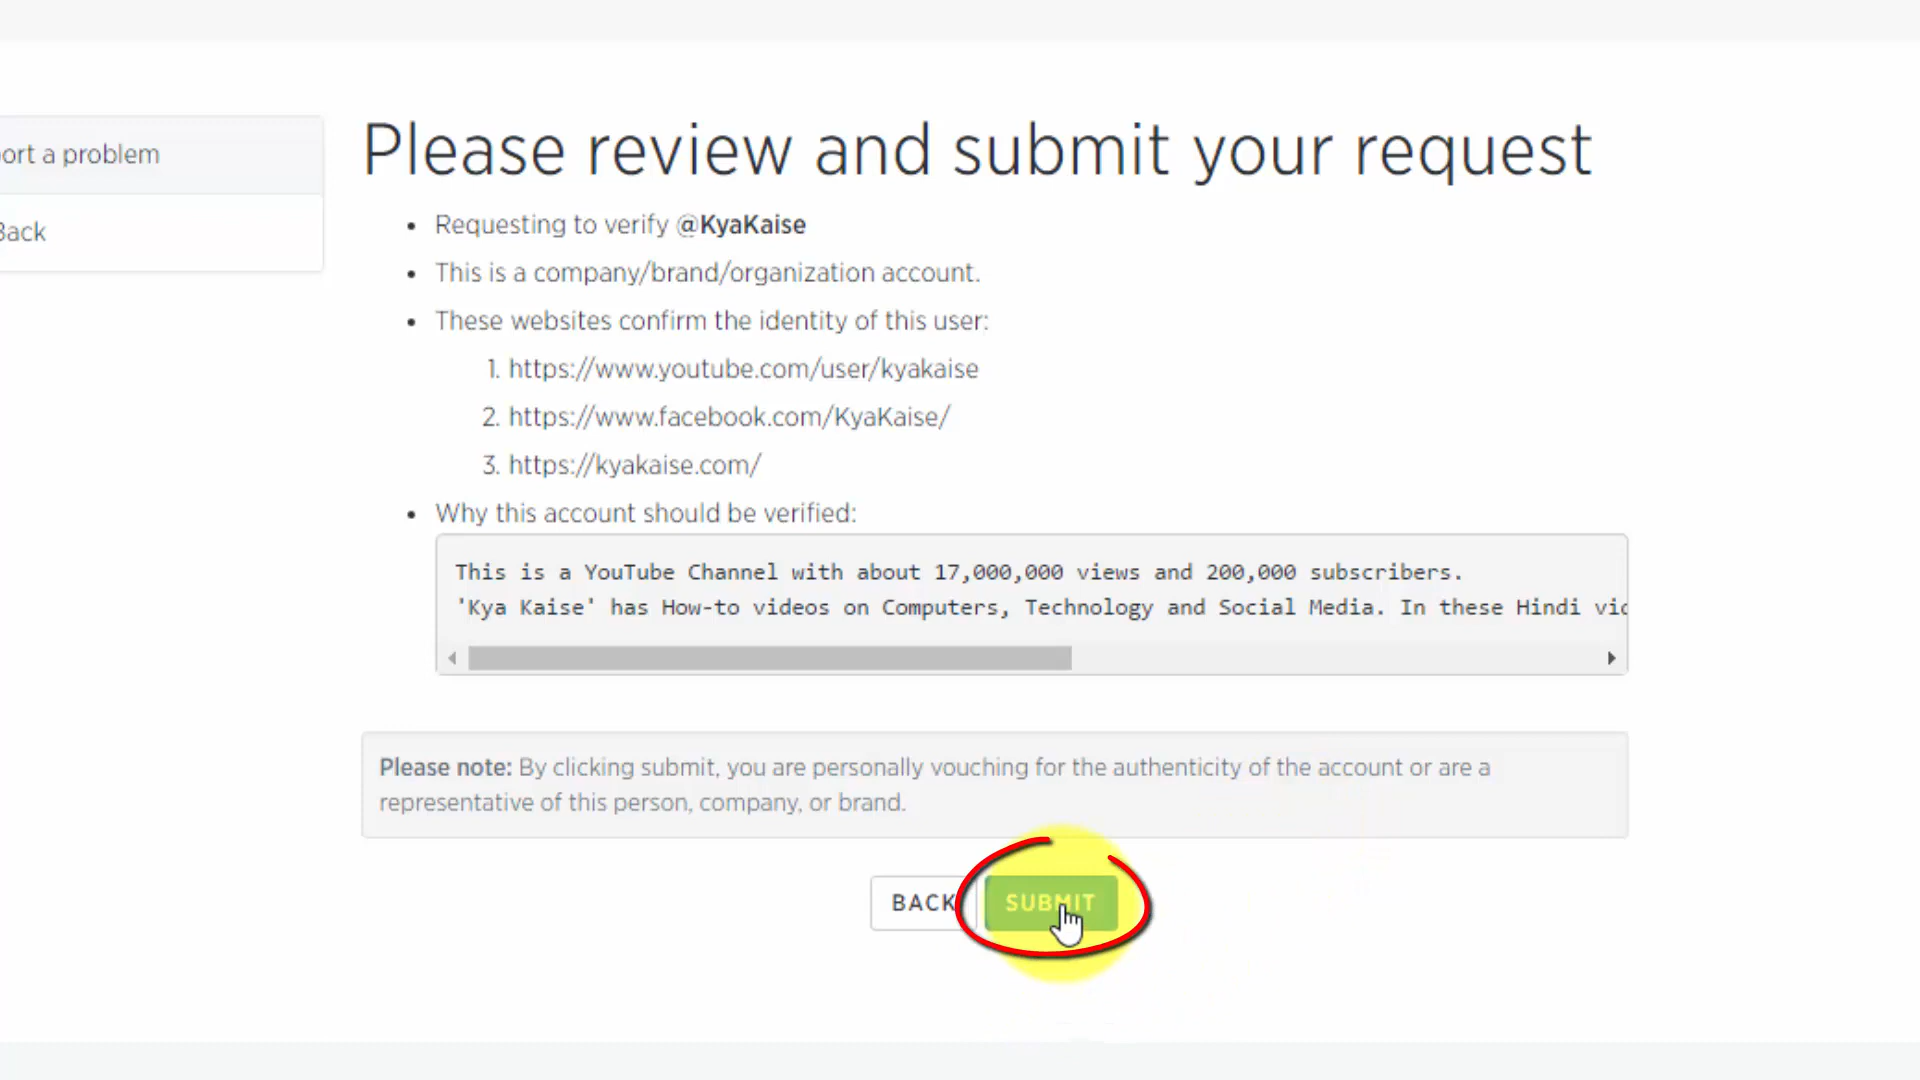 ort a problem
Back
Please review and submit your request
• Requesting to verify @KyaKaise
• This is a company/brand/organization account.
• These websites confirm the identity of this user:
1. https://www.youtube.com/user/kyakaise
2. https://www.facebook.com/KyaKaise/
3. https://kyakaise.com/
• Why this account should be verified:
This is a YouTube Channel with about 17,000,000 views and 200,000 subscribers.
'Kya Kaise' has How-to videos on Computers, Technology and Social Media. In these Hindi
Please note: By clicking submit, you are personally vouching for the authenticity of the account or are a
representative of this person, company, or brand.
BACK SUBMIT